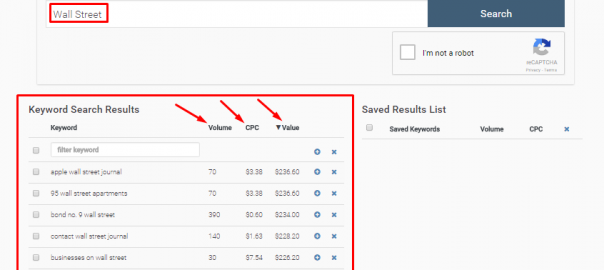 Wall Street
Search
I'm not a robot
reCAPTCHA
Privacy - Terms
Keyword Search Results
Keyword Volume CPC ▼Value
filter keyword
apple wall street journal 70 $3.38 $236.60
95 wall street apartments 70 $3.38 $236.60
bond no. 9 wall street 390 $0.60 $234.00
contact wall street journal 140 $1.63 $228.20
businesses on wall street 30 $7.54 $226.20
Saved Results List
Saved Keywords Volume CPC